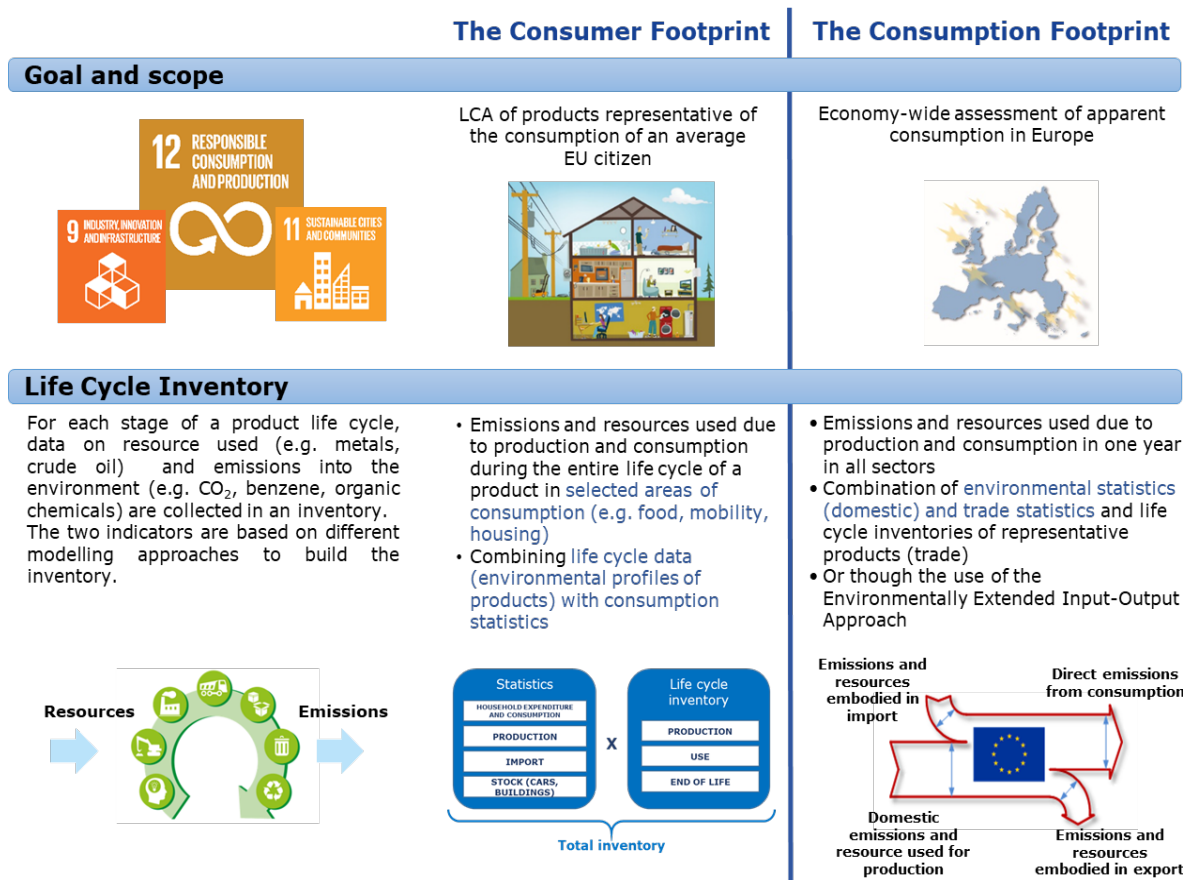 The Consumer Footprint
The Consumption Footprint
Goal and scope
12 RESPONSIBLE
CONSUMPTION
AND PRODUCTION
9 INDUSTRY, INNOVATION
AND INFRASTRUCTURE
11 SUSTAINABLE CITIES
AND COMMUNITIES
LCA of products representative of
the consumption of an average
EU citizen
Economy-wide assessment of apparent
consumption in Europe
Life Cycle Inventory
For each stage of a product life cycle,
data on resource used (e.g. metals,
crude oil) and emissions into the
environment (e.g. CO₂, benzene, organic
chemicals) are collected in an inventory.
The two indicators are based on different
modelling approaches to build the
inventory.
Resources
Emissions
• Emissions and resources used due
to production and consumption
during the entire life cycle of a
product in selected areas of
consumption (e.g. food, mobility,
housing)
• Combining life cycle data
(environmental profiles of
products) with consumption
statistics
Statistics
HOUSEHOLD EXPENDITURE
AND CONSUMPTION
PRODUCTION
IMPORT
STOCK (CARS,
BUILDINGS)
X
Life cycle
inventory
PRODUCTION
USE
END OF LIFE
Total inventory
• Emissions and resources used due to
production and consumption in one year
in all sectors
• Combination of environmental statistics
(domestic) and trade statistics and life
cycle inventories of representative
products (trade)
• Or though the use of the
Environmentally Extended Input-Output
Approach
Emissions and
resources
embodied in
import
Direct emissions
from consumption
Domestic
emissions and
resource used for
production
Emissions and
resources
embodied in export